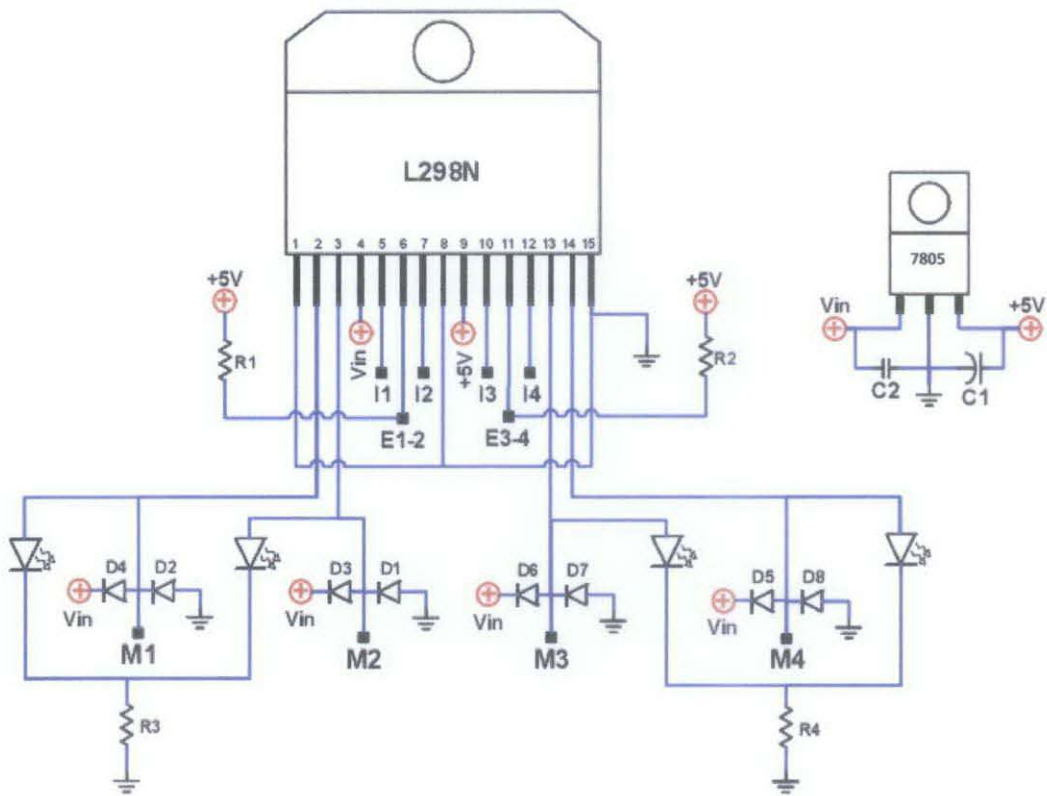 L298N
1 2 3 4 5 6 7 8 9 10 11 12 13 14 15
7805
+5V
+5V
Vin
+5V
R1
Vin
+5V
R2
I1
I2
I3
I4
C2
C1
E1-2
E3-4
D4
D2
D3
D1
D6
D7
D5
D8
Vin
Vin
Vin
Vin
M1
M2
M3
M4
R3
R4